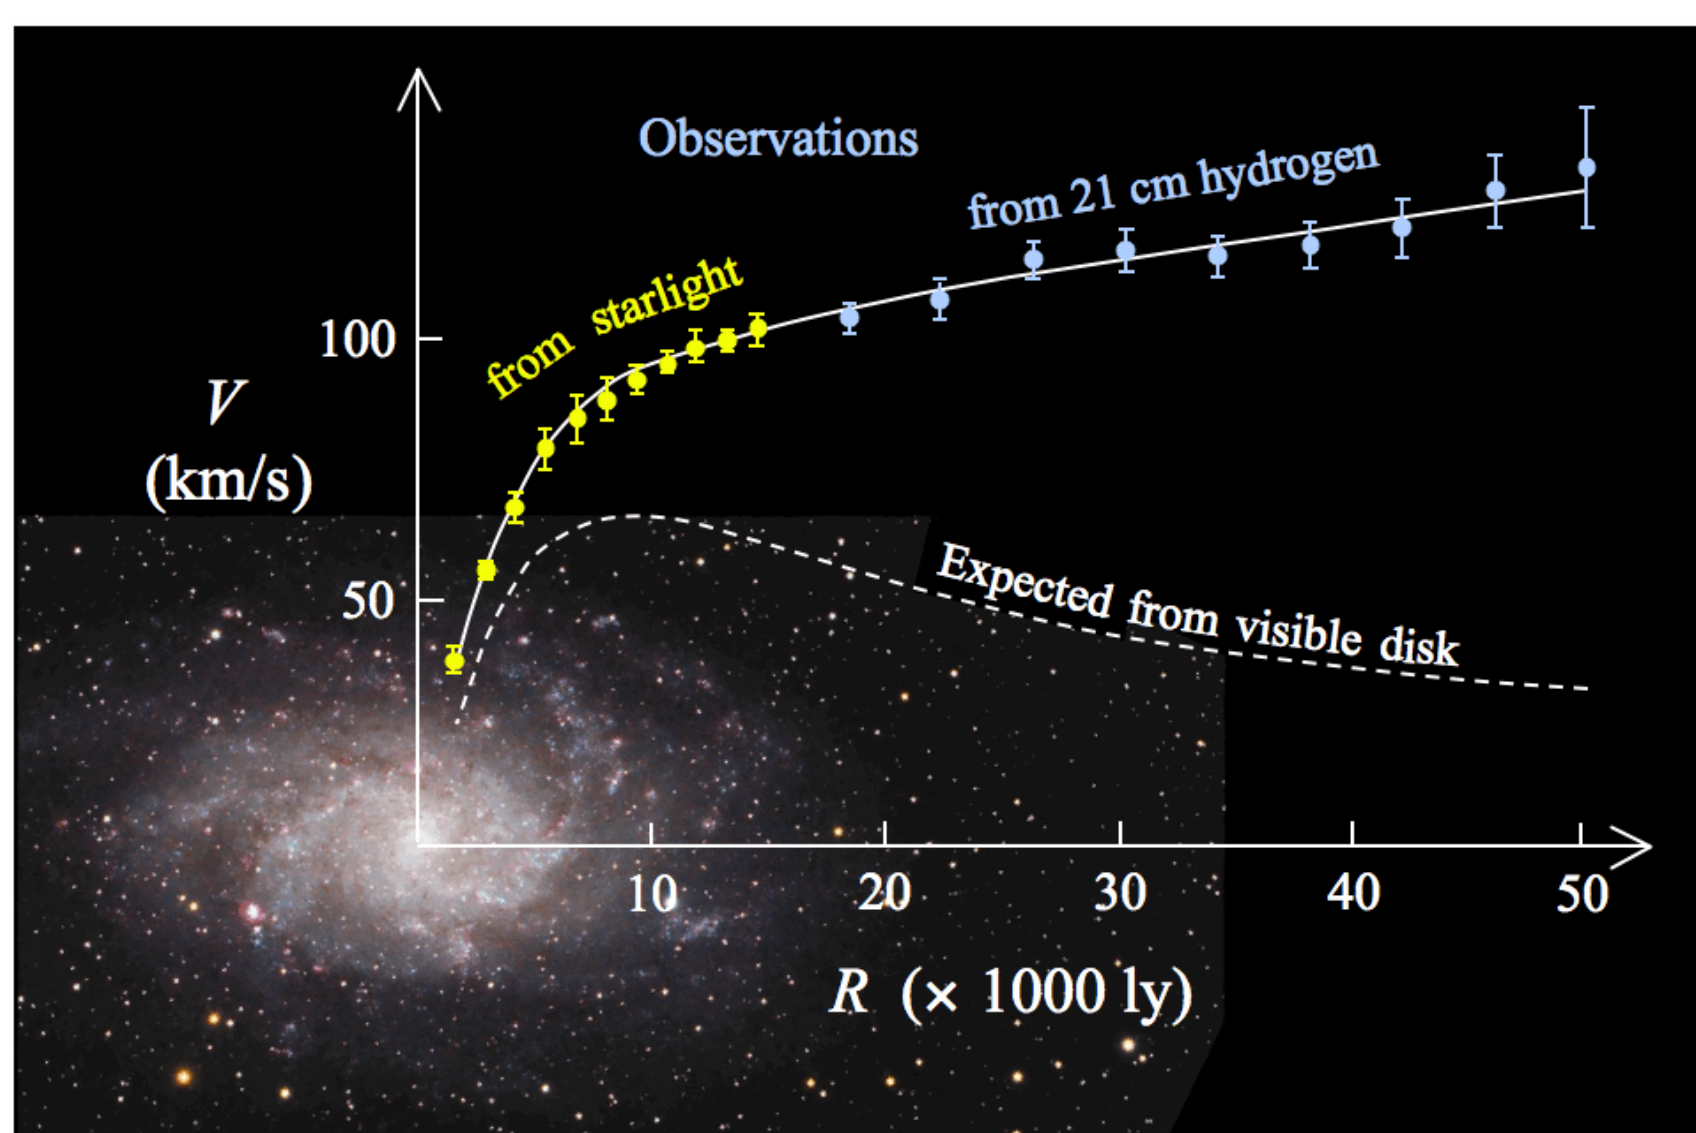 Observations
from 21 cm hydrogen
from starlight
100
V
(km/s)
50
Expected from visible disk
10 20 30 40 50
R (× 1000 ly)